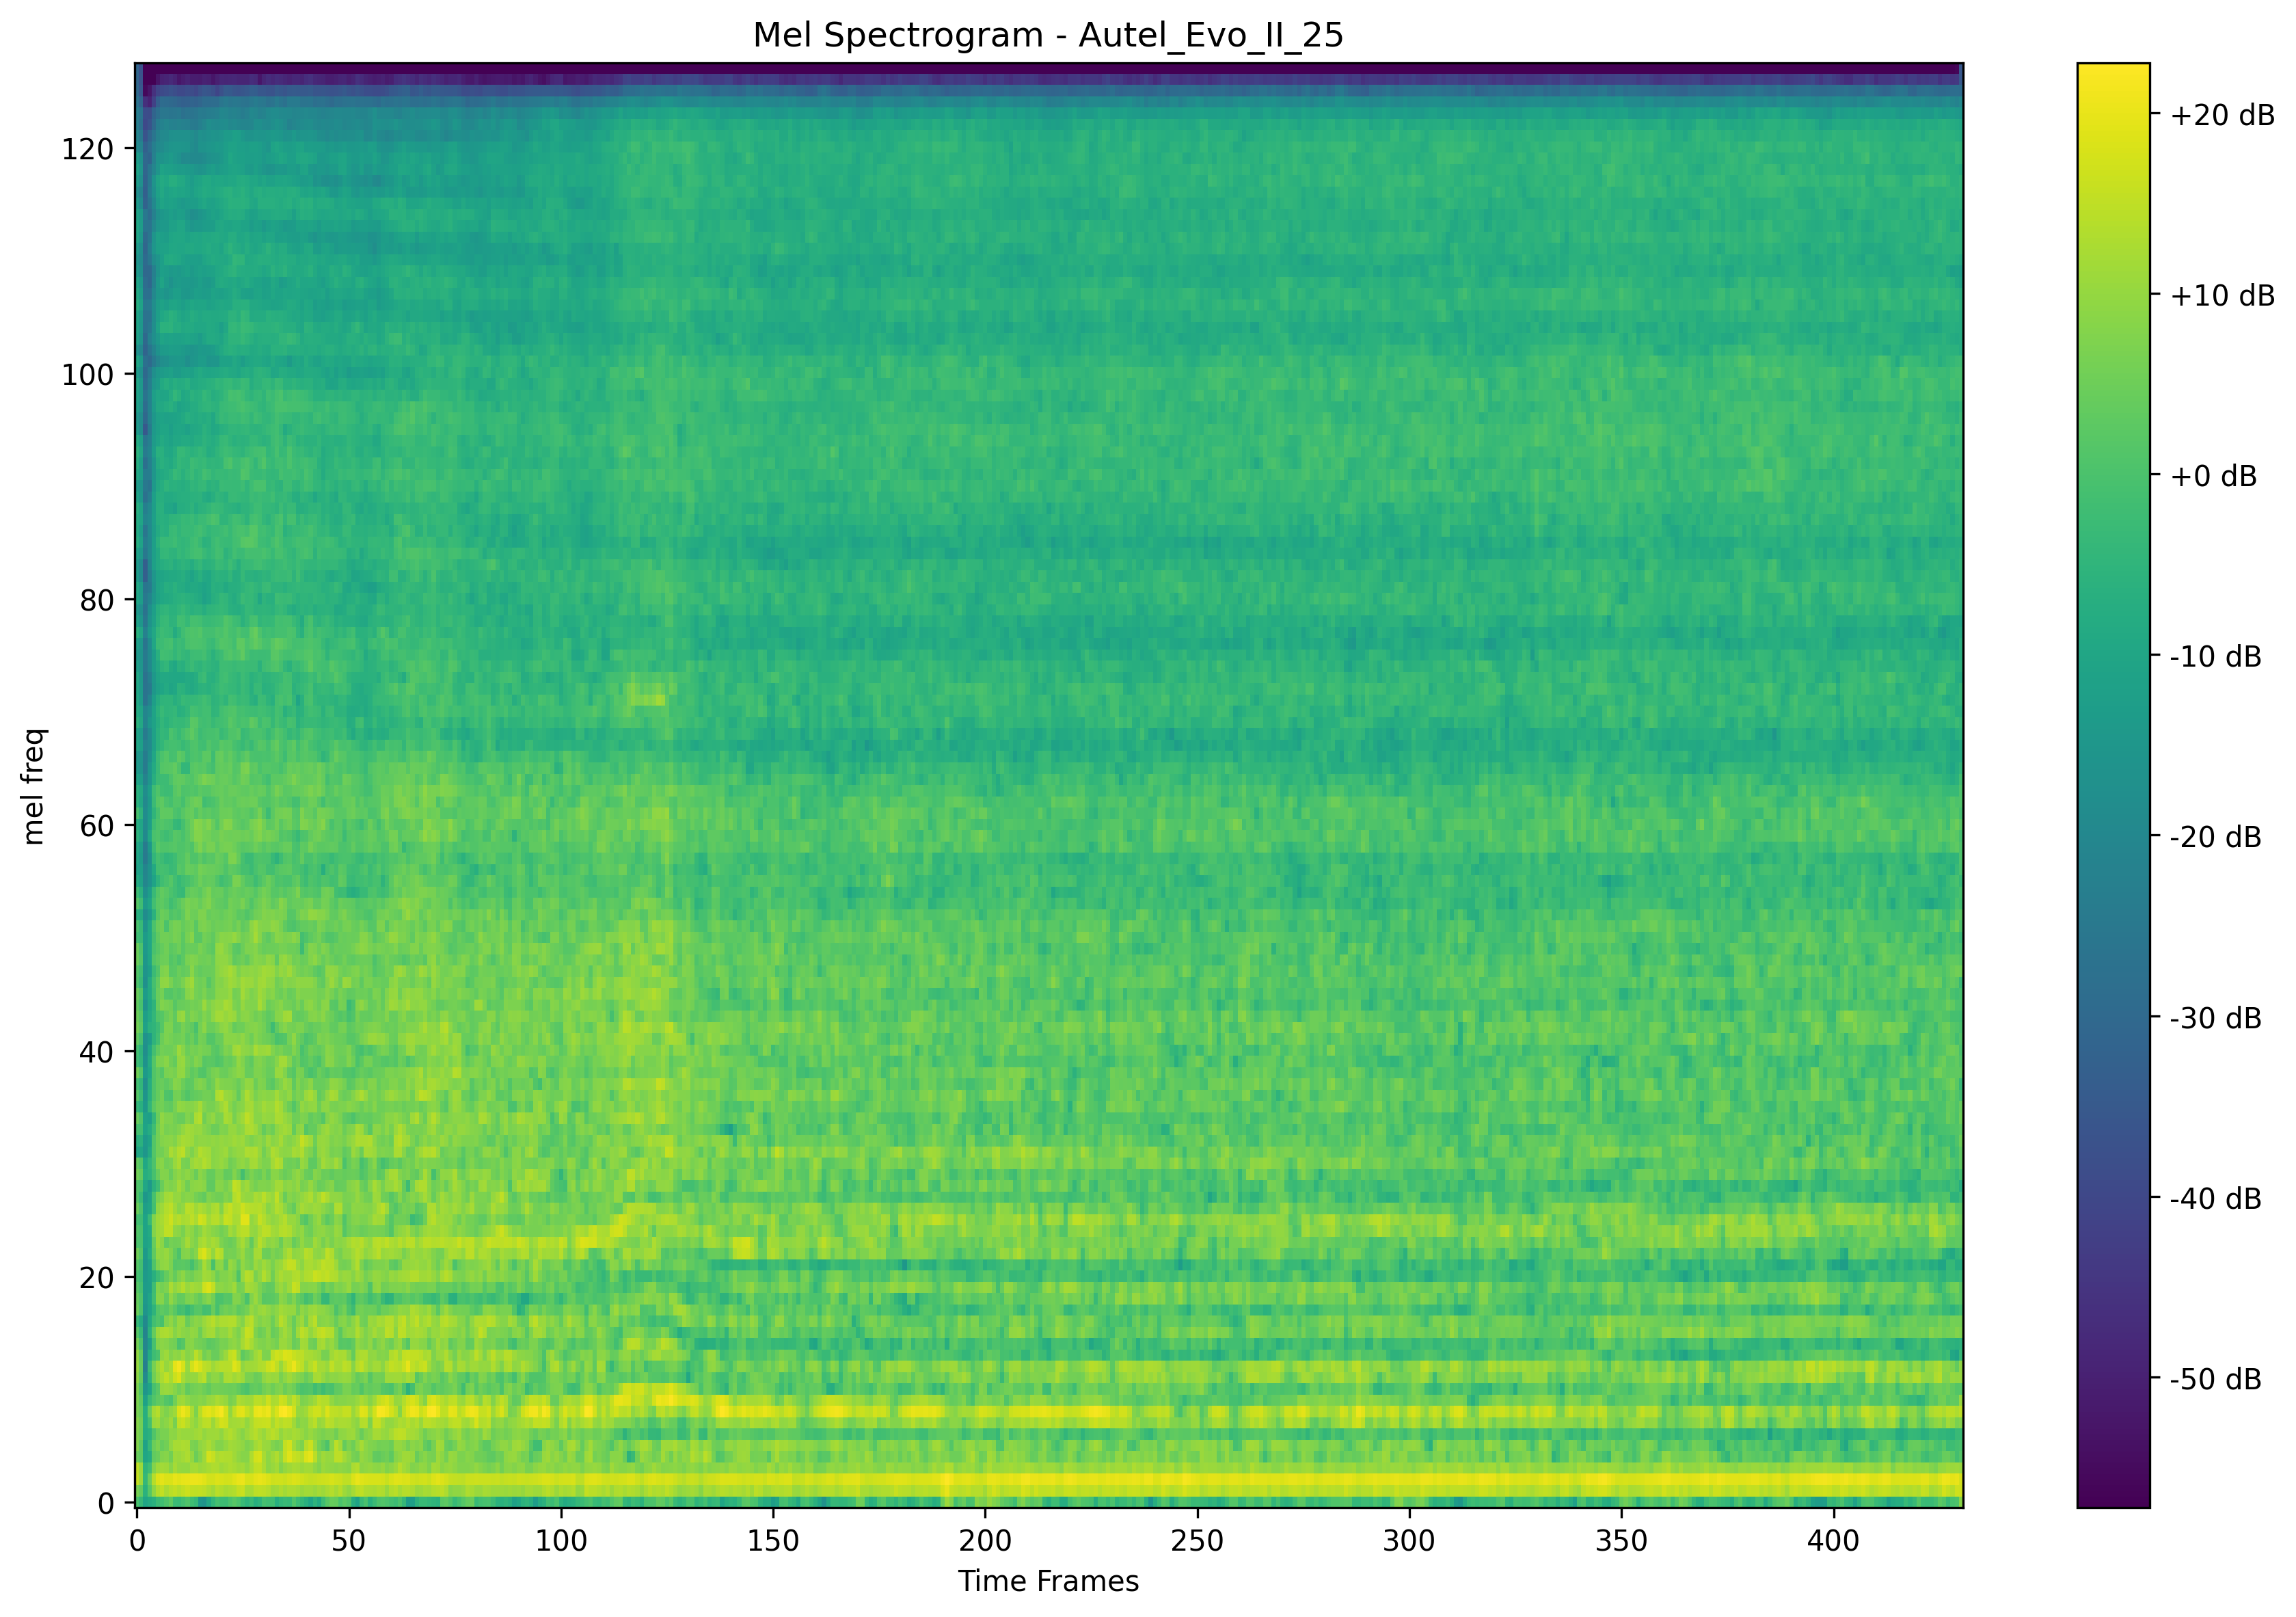 Mel Spectrogram - Autel_Evo_II_25
mel freq
120
100
80
60
40
20
0
0 50 100 150 200 250 300 350 400
Time Frames
+20 dB
+10 dB
+0 dB
-10 dB
-20 dB
-30 dB
-40 dB
-50 dB